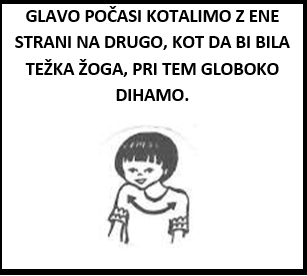 GLAVO POČASI KOTALIMO Z ENE
STRANI NA DRUGO, KOT DA BI BILA
TEŽKA ŽOGA, PRI TEM GLOBOKO
DIHAMO.